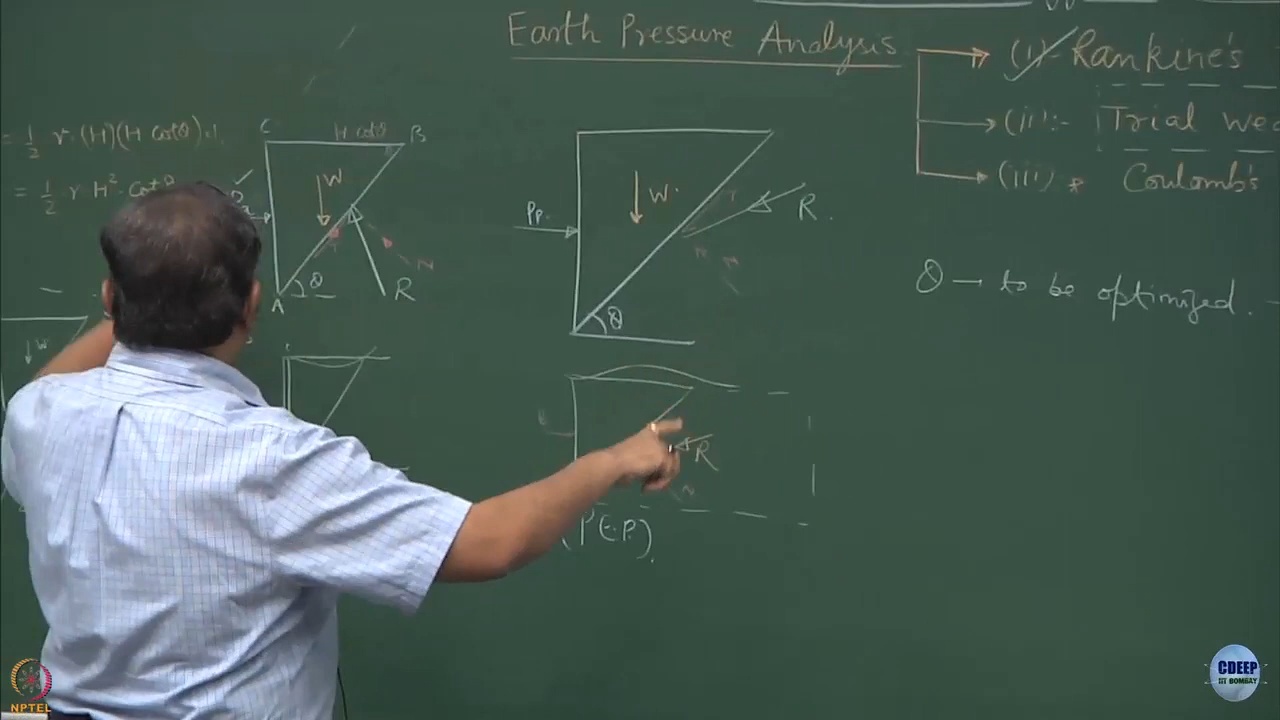 Earth Pressure Analysis
(i) Rankine's
(ii):- Trial
(iii) * Coulomb's
θ — to be optimized.
= 1/2 γ·(H)(H cotθ)·1
= 1/2 γ H²·cotθ
C H cotθ B
W
θ
A
R
n
W
Pp.
W.
R.
θ
R
(P.E.P.).
NPTEL
CDEEP
IIT BOMBAY